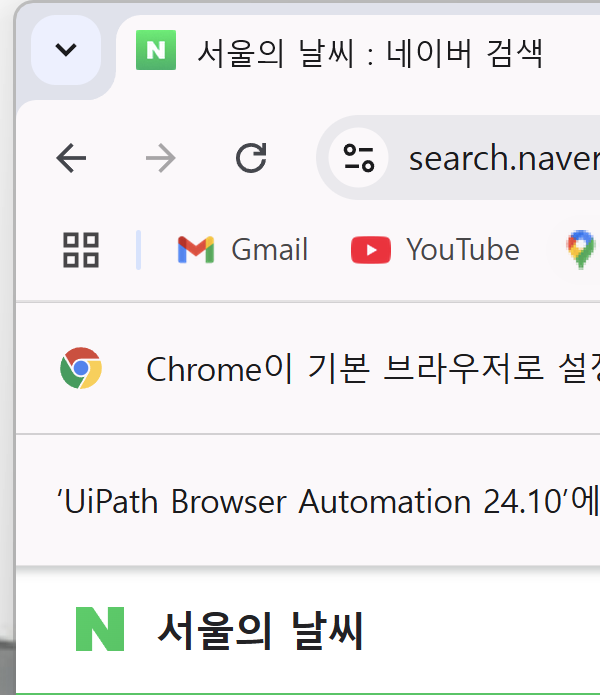 서울의 날씨 : 네이버 검색
search.naver
Gmail YouTube
Chrome이 기본 브라우저로 설정
'UiPath Browser Automation 24.10'에
N 서울의 날씨